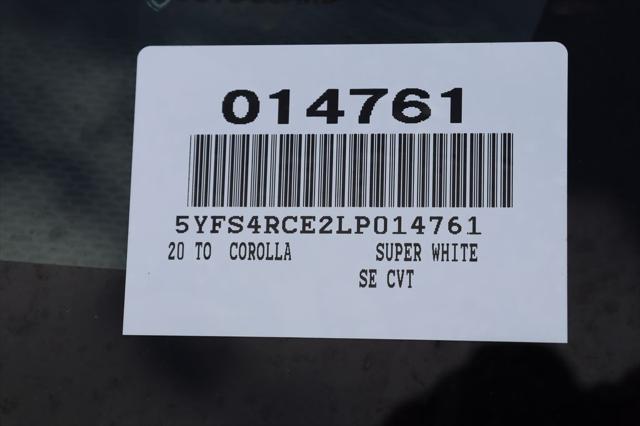 014761
5YFS4RCE2LP014761
20 TO COROLLA SUPER WHITE
SE CVT